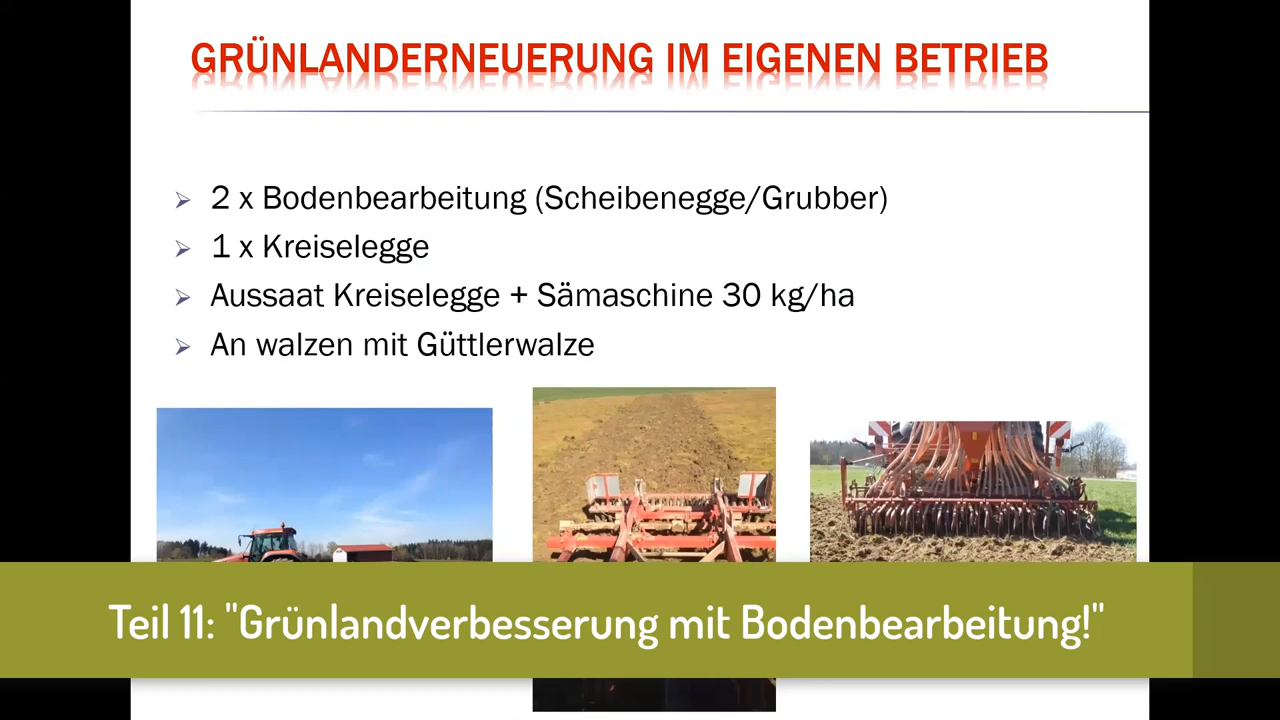 GRÜNLANDERNEUERUNG IM EIGENEN BETRIEB
2 x Bodenbearbeitung (Scheibenegge/Grubber)
1 x Kreiselegge
Aussaat Kreiselegge + Sämaschine 30 kg/ha
An walzen mit Güttlerwalze
Teil 11: "Grünlandverbesserung mit Bodenbearbeitung!"